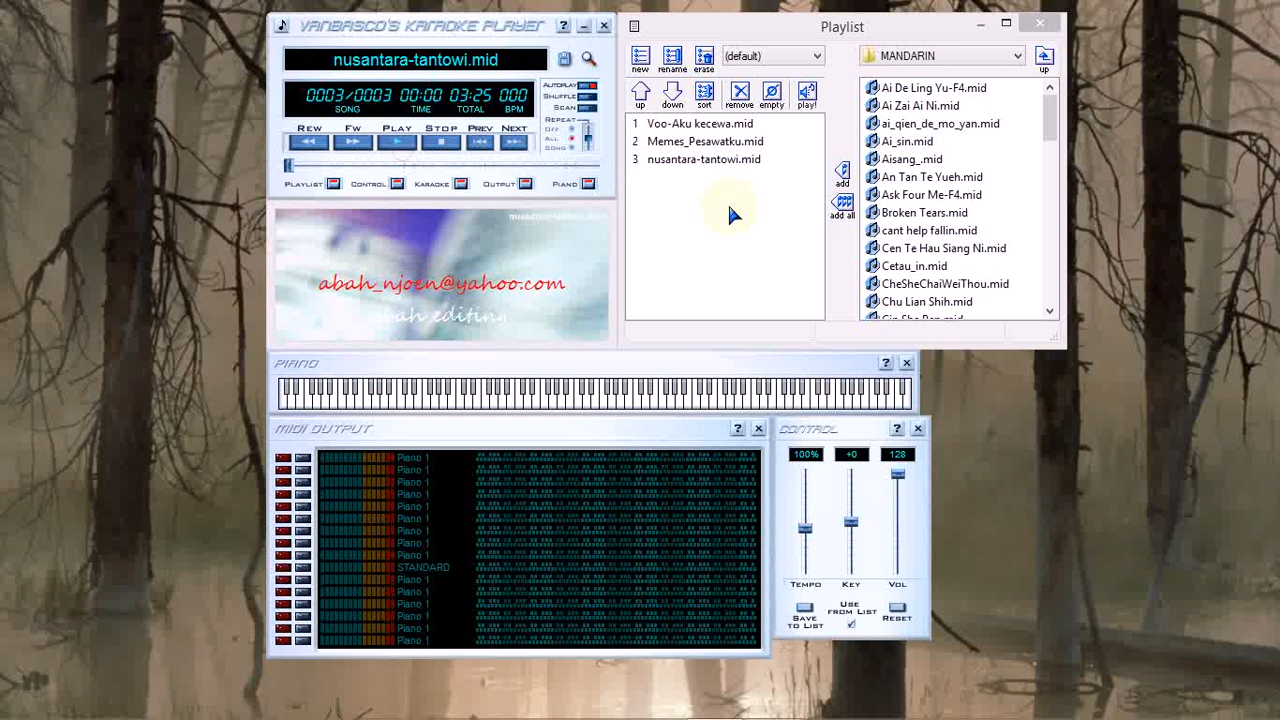 VANBASCO'S KARAOKE PLAYER
?
nusantara-tantowi.mid
0003/0003 00:00 03:25 000
SONG TIME TOTAL BPM
AUTOPLAY
SHUFFLE
SCAN
REPEAT
OFF
ALL
SONG
REW FW PLAY STOP PREV NEXT
PLAYLIST CONTROL KARAOKE OUTPUT PIANO
abah_njoen@yahoo.com
abah editing
Playlist
new rename erase (default)
up down sort remove empty play!
1 Voo-Aku kecewa.mid
2 Memes_Pesawatku.mid
3 nusantara-tantowi.mid
add
add all
MANDARIN
up
Ai De Ling Yu-F4.mid
Ai Zai Ai Ni.mid
ai_qien_de_mo_yan.mid
Ai_sin.mid
Aisang_.mid
An Tan Te Yueh.mid
Ask Four Me-F4.mid
Broken Tears.mid
cant help fallin.mid
Cen Te Hau Siang Ni.mid
Cetau_in.mid
CheSheChaiWeiThou.mid
Chu Lian Shih.mid
PIANO
?
MIDI OUTPUT
?
Piano 1
Piano 1
Piano 1
Piano 1
Piano 1
Piano 1
Piano 1
Piano 1
Piano 1
STANDARD
Piano 1
Piano 1
Piano 1
Piano 1
Piano 1
Piano 1
CONTROL
?
100% +0 128
TEMPO KEY VOL
SAVE TO LIST
USE FROM LIST
RESET